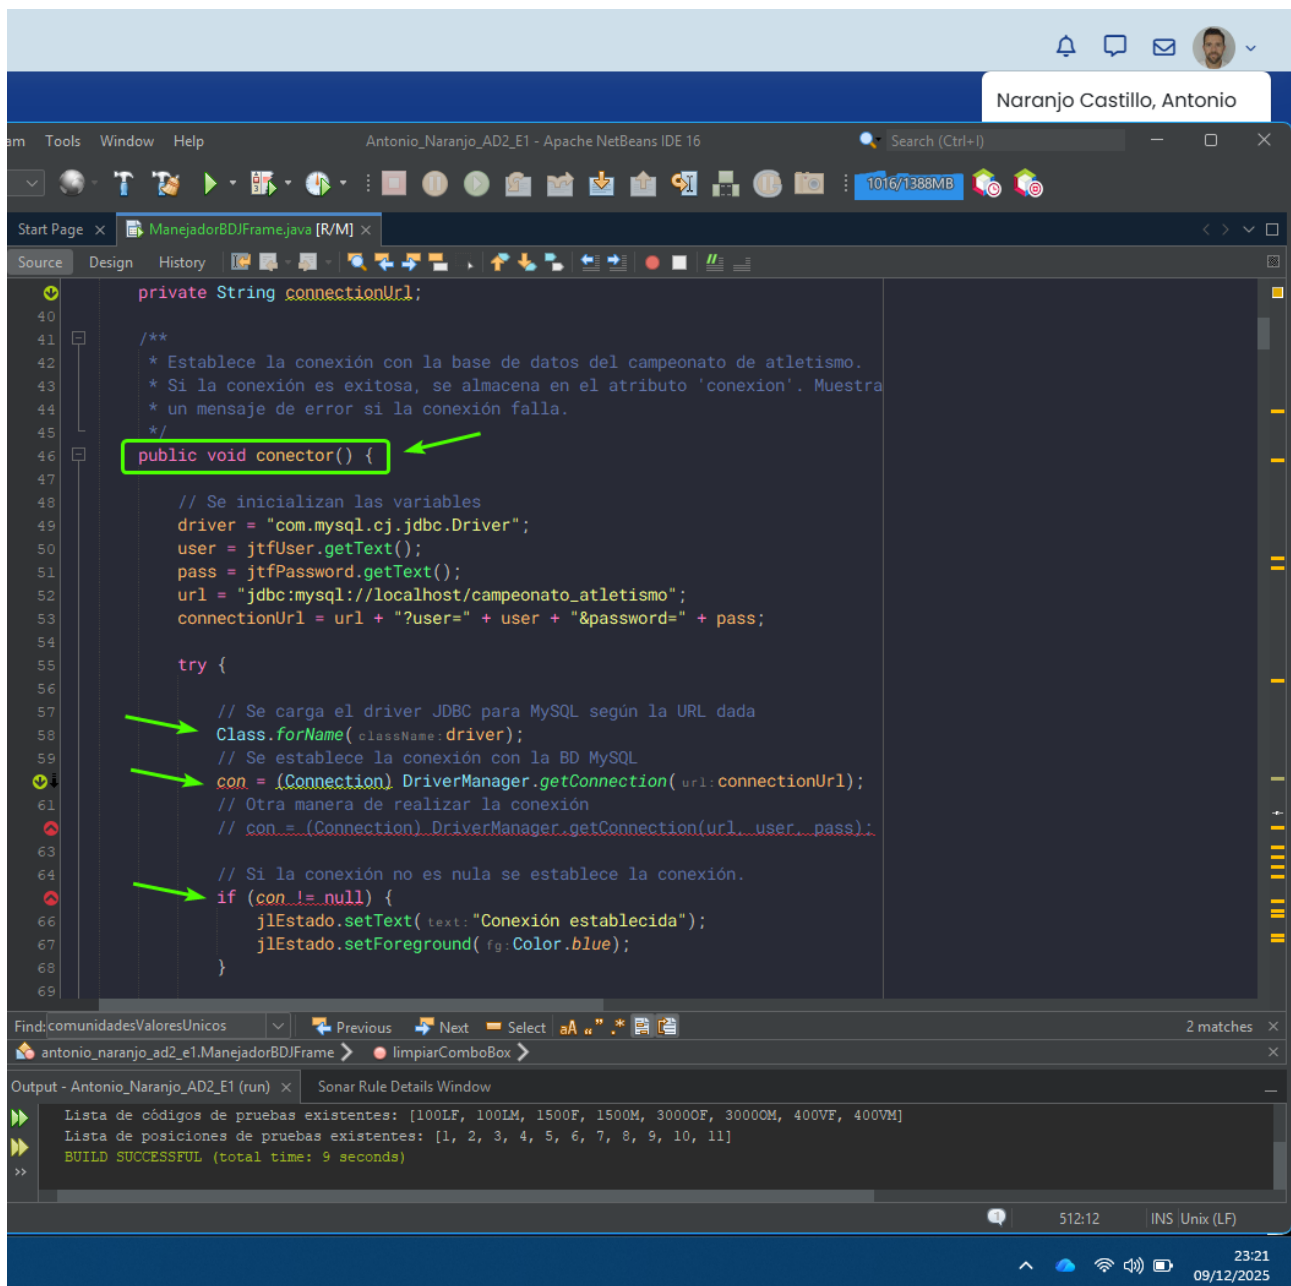 Naranjo Castillo, Antonio
am Tools Window Help Antonio_Naranjo_AD2_E1 - Apache NetBeans IDE 16 Search (Ctrl+I)
1016/1388MB
Start Page ManejadorBDJFrame.java [R/M]
Source Design History
private String connectionUrl;
40
41 /**
42 * Establece la conexión con la base de datos del campeonato de atletismo.
43 * Si la conexión es exitosa, se almacena en el atributo 'conexion'. Muestra
44 * un mensaje de error si la conexión falla.
45 */
46 public void conector() {
47
48 // Se inicializan las variables
49 driver = "com.mysql.cj.jdbc.Driver";
50 user = jtfUser.getText();
51 pass = jtfPassword.getText();
52 url = "jdbc:mysql://localhost/campeonato_atletismo";
53 connectionUrl = url + "?user=" + user + "&password=" + pass;
54
55 try {
56
57 // Se carga el driver JDBC para MySQL según la URL dada
58 Class.forName( className: driver);
59 // Se establece la conexión con la BD MySQL
con = (Connection) DriverManager.getConnection( url: connectionUrl);
61 // Otra manera de realizar la conexión
// con = (Connection) DriverManager.getConnection(url, user, pass);
63
64 // Si la conexión no es nula se establece la conexión.
if (con != null) {
66 jlEstado.setText( text: "Conexión establecida");
67 jlEstado.setForeground( fg: Color.blue);
68 }
69
Find: comunidadesValoresUnicos Previous Next Select aA “” .* 2 matches
antonio_naranjo_ad2_e1.ManejadorBDJFrame limpiarComboBox
Output - Antonio_Naranjo_AD2_E1 (run) Sonar Rule Details Window
Lista de códigos de pruebas existentes: [100LF, 100LM, 1500F, 1500M, 3000OF, 3000OM, 400VF, 400VM]
Lista de posiciones de pruebas existentes: [1, 2, 3, 4, 5, 6, 7, 8, 9, 10, 11]
BUILD SUCCESSFUL (total time: 9 seconds)
1 512:12 INS Unix (LF)
23:21
09/12/2025